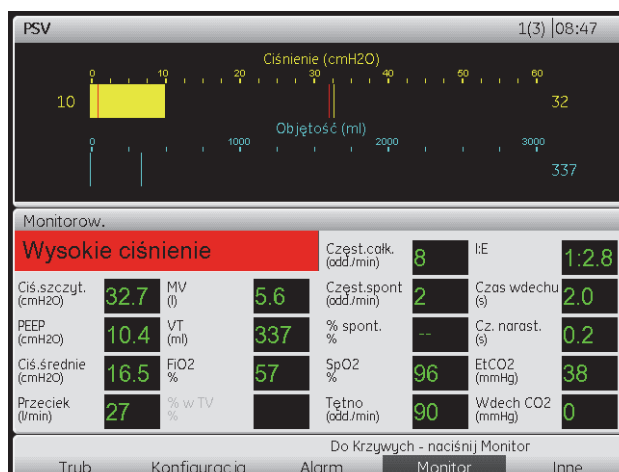 PSV 1(3) 08:47
Ciśnienie (cmH2O)
0 10 20 30 40 50 60
10 32
Objętość (ml)
0 1000 2000 3000
337
Monitorow.
Wysokie ciśnienie
Częst.całk. (odd./min) 8 I:E 1:2.8
Ciś.szczyt. (cmH2O) 32.7 MV (l) 5.6 Częst.spont (odd./min) 2 Czas wdechu (s) 2.0
PEEP (cmH2O) 10.4 VT (ml) 337 % spont. % -- Cz. narast. (s) 0.2
Ciś.średnie (cmH2O) 16.5 FiO2 % 57 SpO2 % 96 EtCO2 (mmHg) 38
Przeciek (l/min) 27 % w TV % Tętno (odd./min) 90 Wdech CO2 (mmHg) 0
Do Krzywych - naciśnij Monitor
Tryb Konfiguracja Alarm Monitor Inne